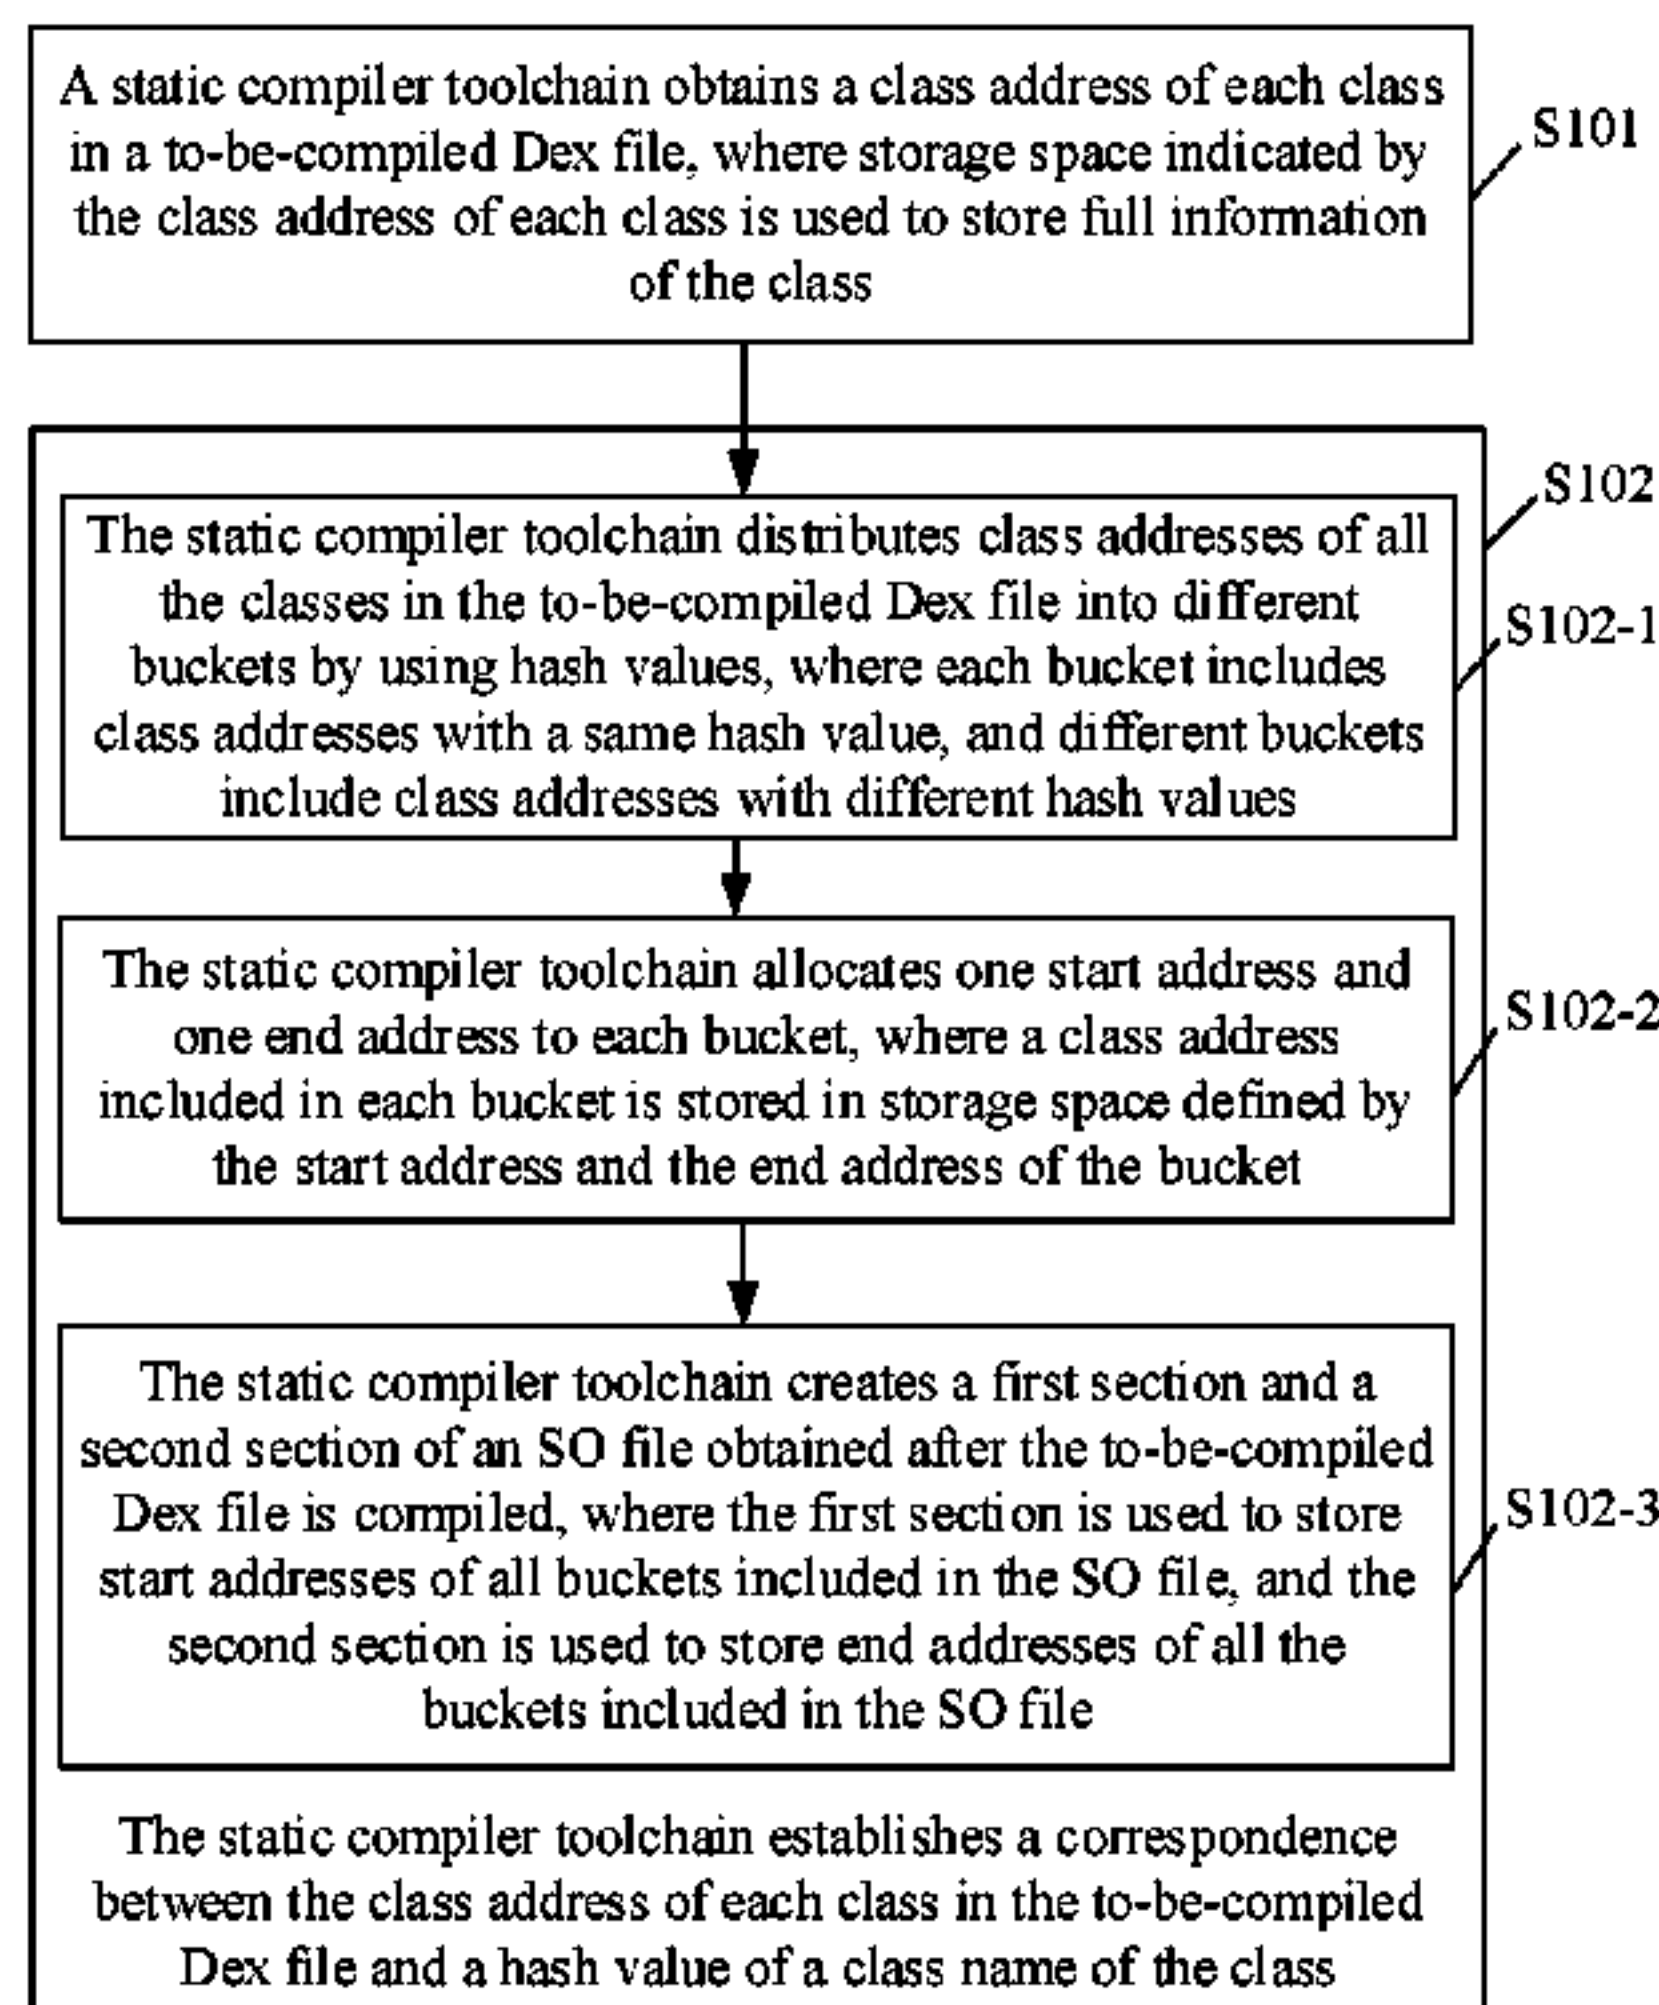 A static compiler toolchain obtains a class address of each class
in a to-be-compiled Dex file, where storage space indicated by
the class address of each class is used to store full information
of the class
S101
S102
The static compiler toolchain distributes class addresses of all
the classes in the to-be-compiled Dex file into different
buckets by using hash values, where each bucket includes
class addresses with a same hash value, and different buckets
include class addresses with different hash values
S102-1
The static compiler toolchain allocates one start address and
one end address to each bucket, where a class address
included in each bucket is stored in storage space defined by
the start address and the end address of the bucket
S102-2
The static compiler toolchain creates a first section and a
second section of an SO file obtained after the to-be-compiled
Dex file is compiled, where the first section is used to store
start addresses of all buckets included in the SO file, and the
second section is used to store end addresses of all the
buckets included in the SO file
S102-3
The static compiler toolchain establishes a correspondence
between the class address of each class in the to-be-compiled
Dex file and a hash value of a class name of the class